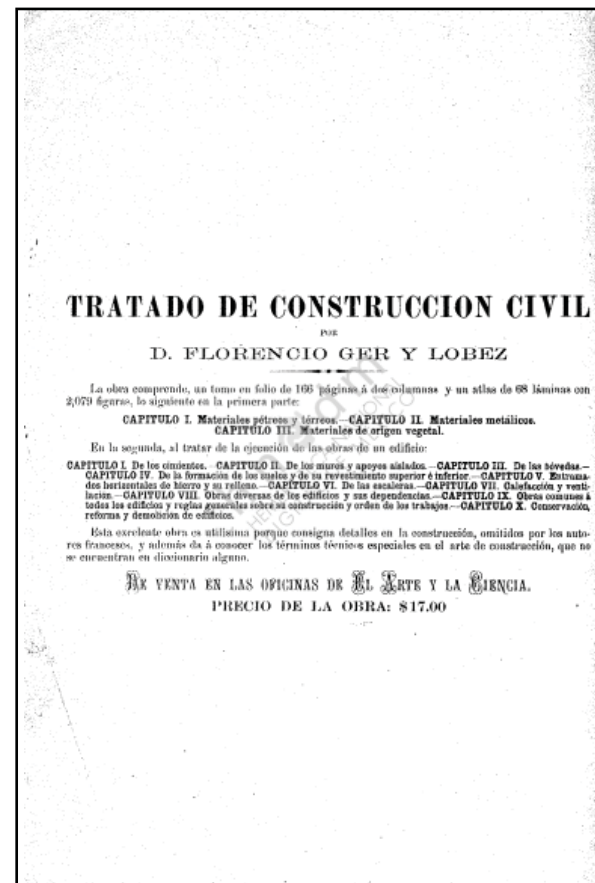 TRATADO DE CONSTRUCCION CIVIL
POR
D. FLORENCIO GER Y LOBEZ
La obra comprende, un tomo en folio de 166 páginas á dos columnas y un atlas de 68 láminas con
2,079 figuras, lo siguiente en la primera parte:
CAPITULO I. Materiales pétreos y térreos.—CAPITULO II. Materiales metálicos.
CAPITULO III. Materiales de origen vegetal.
En la segunda, al tratar de la ejecución de las obras de un edificio:
CAPITULO I. De los cimientos.—CAPITULO II. De los muros y apoyos aislados.—CAPITULO III. De las bóvedas.—
CAPITULO IV. De la formación de los suelos y de su revestimiento superior é inferior.—CAPITULO V. Entrama-
dos horizontales de hierro y su relleno.—CAPITULO VI. De las escaleras.—CAPITULO VII. Calefacción y venti-
lación.—CAPITULO VIII. Obras diversas de los edificios y sus dependencias.—CAPITULO IX. Obras comunes á
todos los edificios y reglas generales sobre su construcción y orden de los trabajos.—CAPITULO X. Conservación,
reforma y demolición de edificios.
Esta excelente obra es utilísima porque consigna detalles en la construcción, omitidos por los auto-
res franceses, y además da á conocer los términos técnicos especiales en el arte de construcción, que no
se encuentran en diccionario alguno.
DE VENTA EN LAS OFICINAS DE EL ARTE Y LA CIENCIA.
PRECIO DE LA OBRA: $17.00